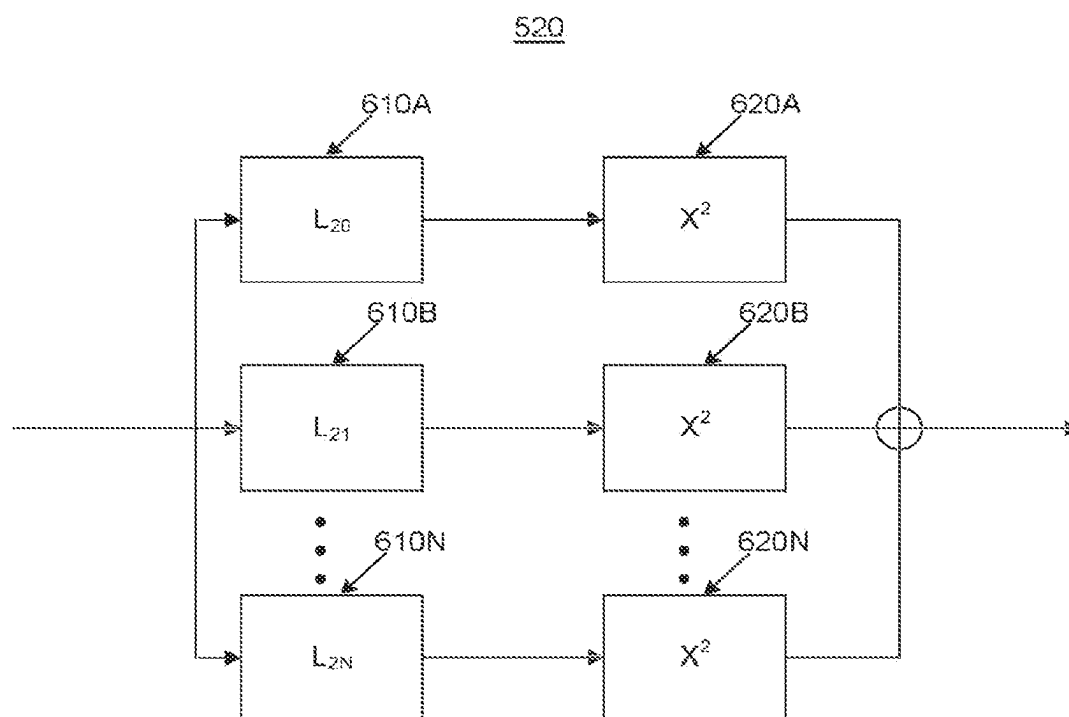 520
610A 620A
L₂₀ X²
610B 620B
L₂₁ X²
610N 620N
L₂N X²